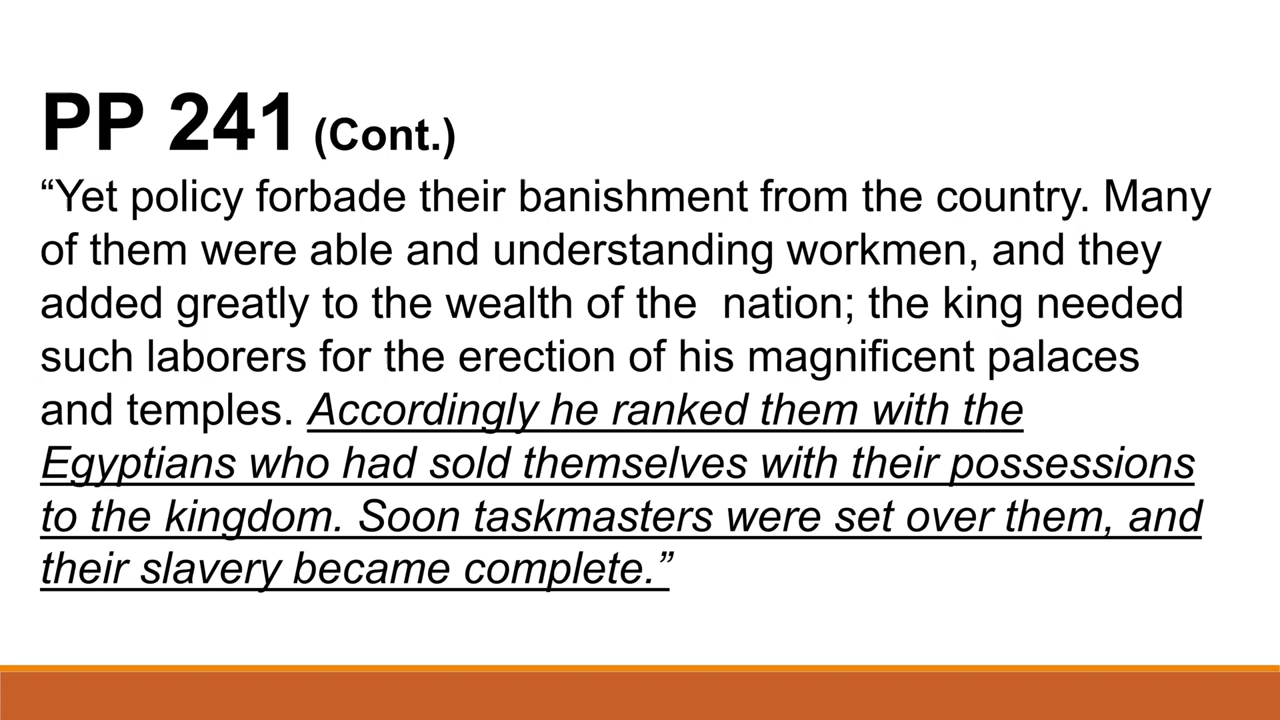 PP 241 (Cont.)
“Yet policy forbade their banishment from the country. Many
of them were able and understanding workmen, and they
added greatly to the wealth of the  nation; the king needed
such laborers for the erection of his magnificent palaces
and temples. Accordingly he ranked them with the
Egyptians who had sold themselves with their possessions
to the kingdom. Soon taskmasters were set over them, and
their slavery became complete.”